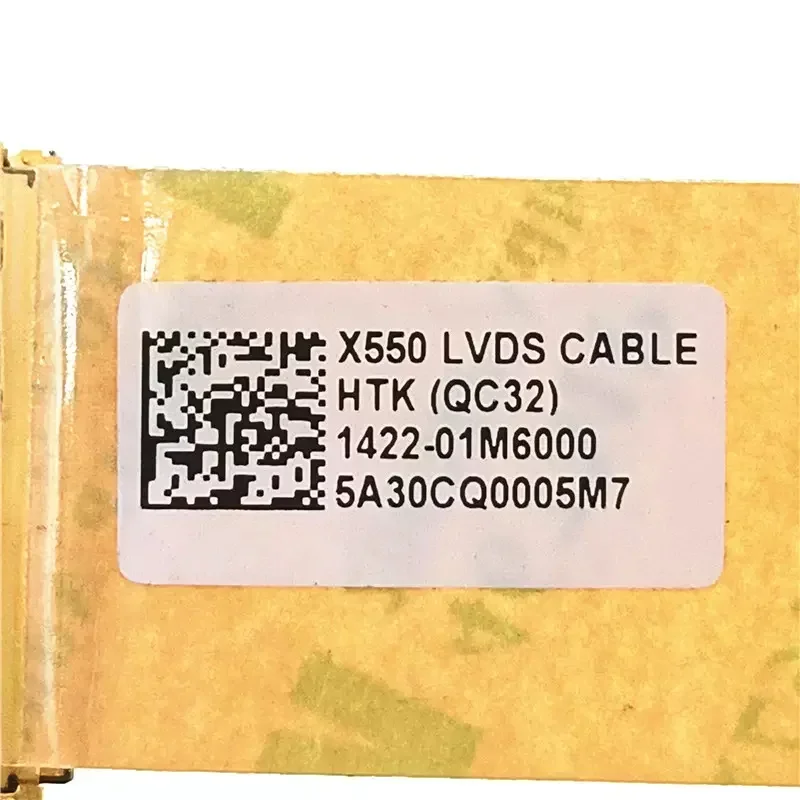 X550 LVDS CABLE
HTK (QC32)
1422-01M6000
5A30CQ0005M7